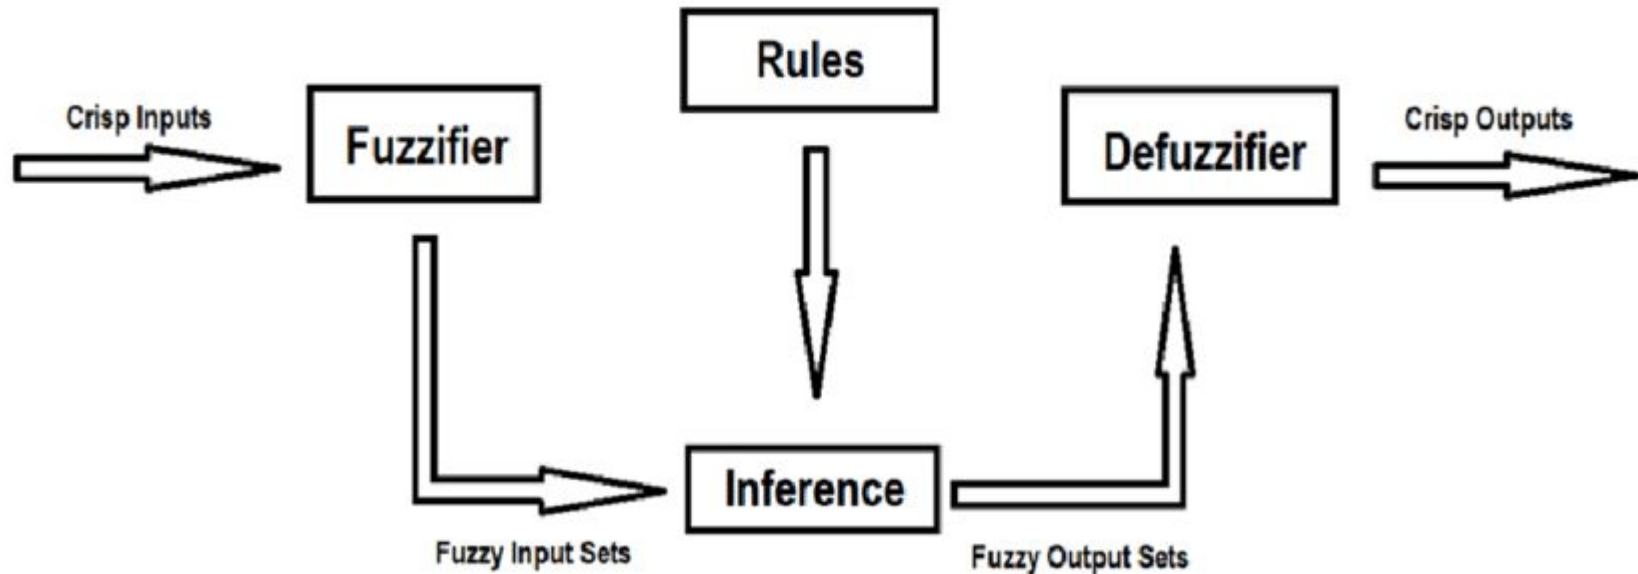 Rules
Crisp Inputs
Fuzzifier
Defuzzifier
Crisp Outputs
Inference
Fuzzy Input Sets
Fuzzy Output Sets